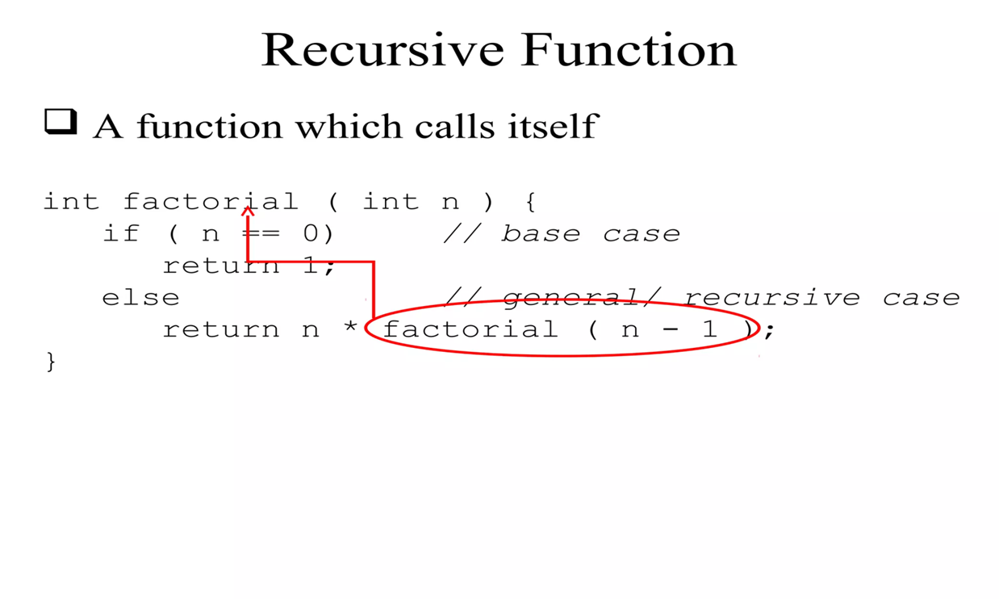 Recursive Function
❑ A function which calls itself
int factorial ( int n ) {
if ( n == 0) // base case
return 1;
else // general/ recursive case
return n * factorial ( n - 1 );
}